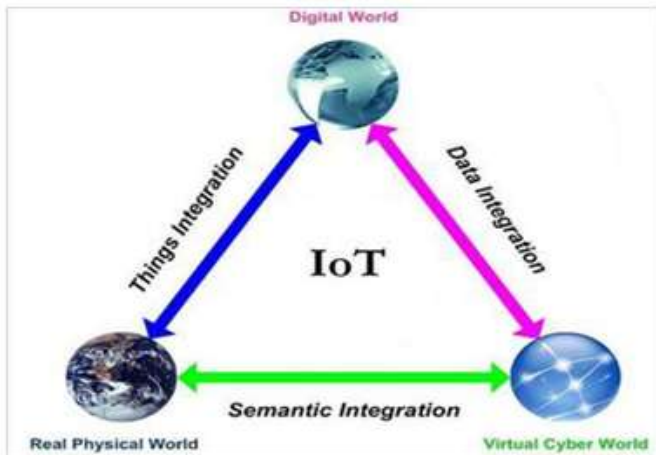 Digital World
Things Integration
Data Integration
IoT
Semantic Integration
Real Physical World
Virtual Cyber World